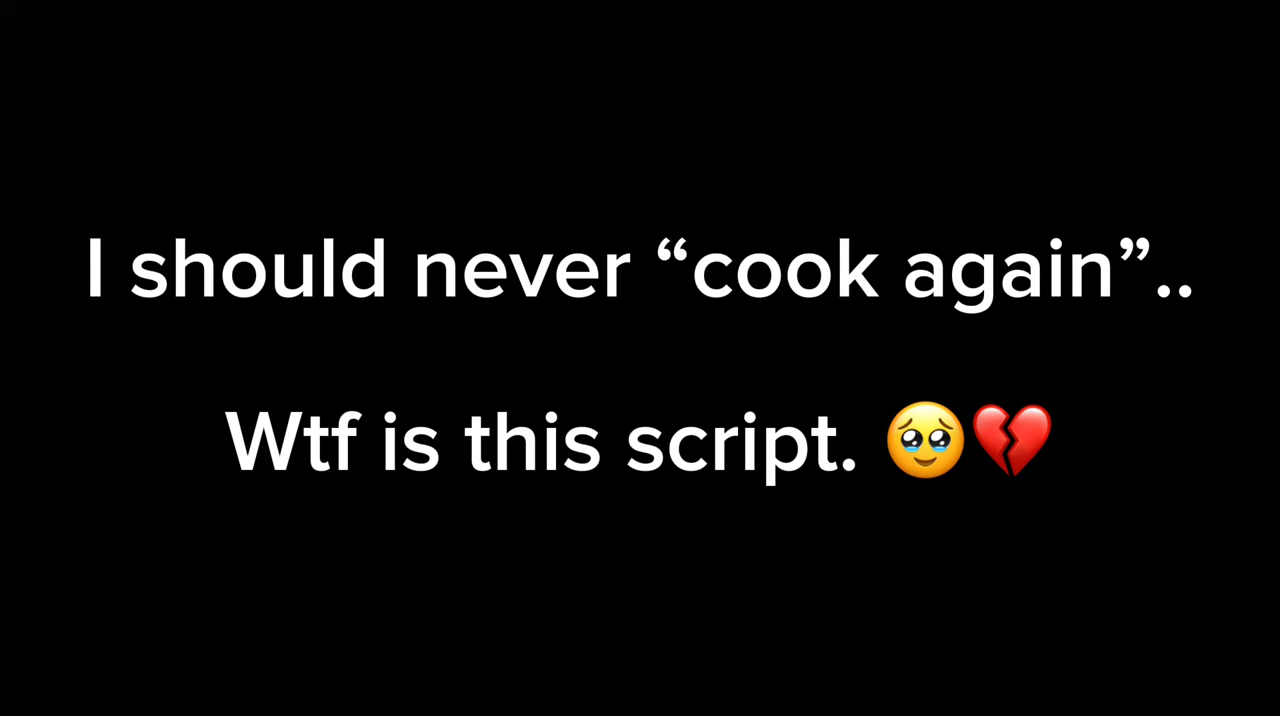 I should never “cook again”..
Wtf is this script. 🥹💔